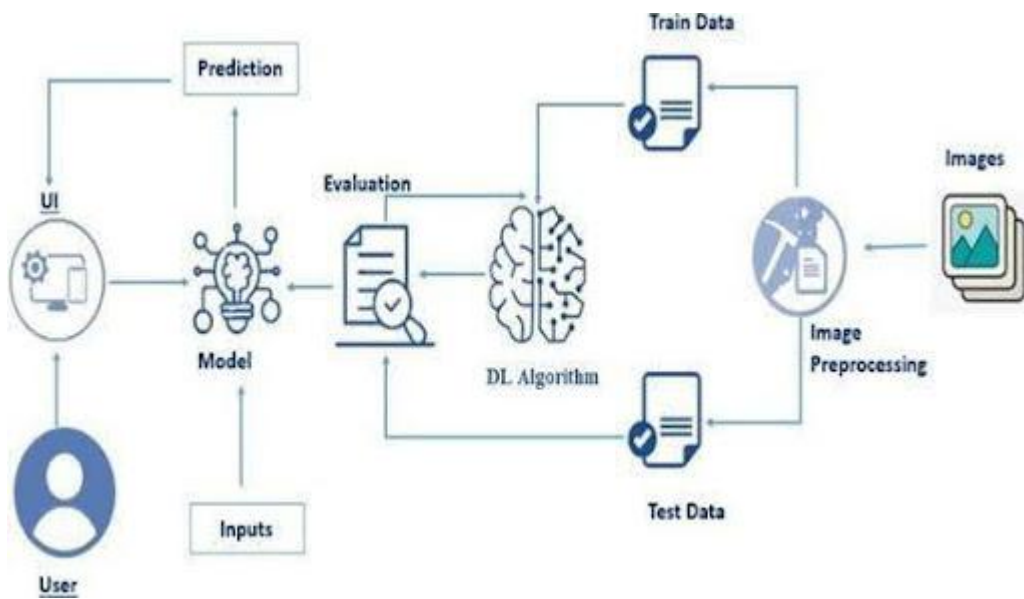 Train Data
Prediction
Images
Evaluation
UI
Image
Preprocessing
Model
DL Algorithm
Test Data
Inputs
User